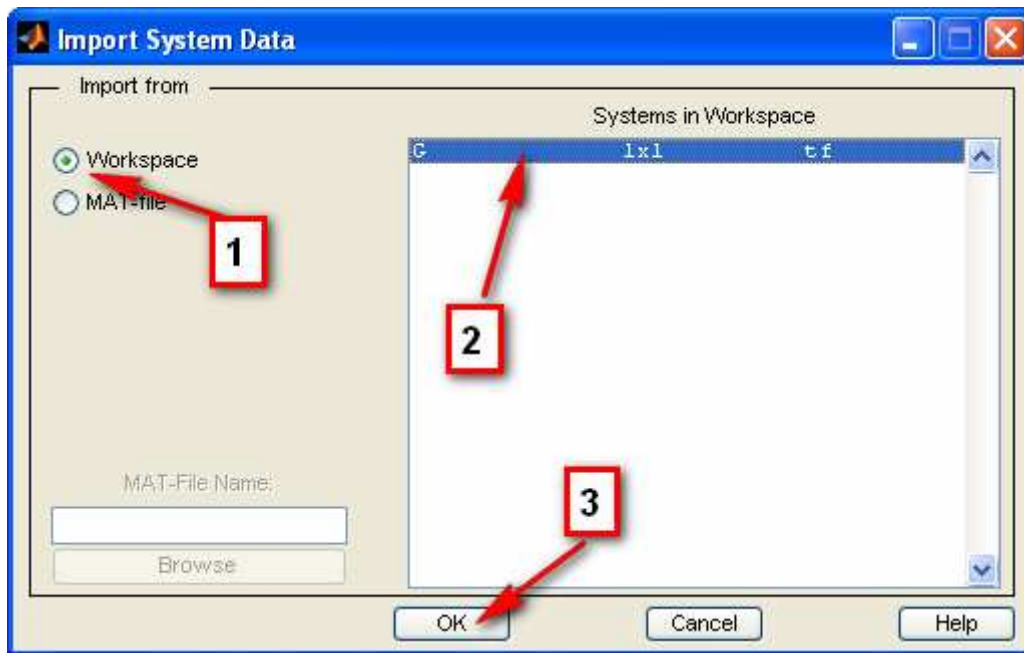 Import System Data
Import from
Systems in Workspace
Workspace
G 1x1 tf
MAT-file
1
2
MAT-File Name:
3
Browse
OK Cancel Help